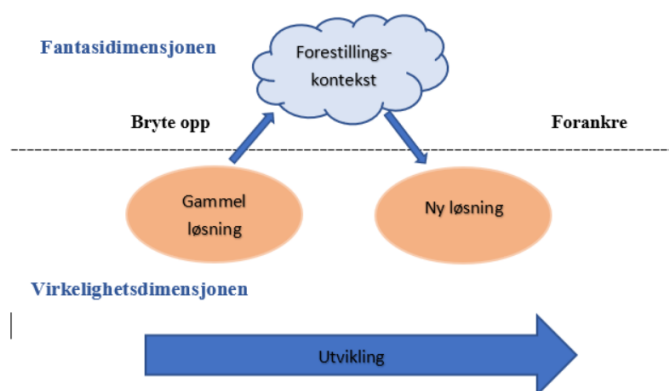 Fantasidimensjonen
Forestillings-
kontekst
Bryte opp
Forankre
Gammel
løsning
Ny løsning
Virkelighetsdimensjonen
Utvikling